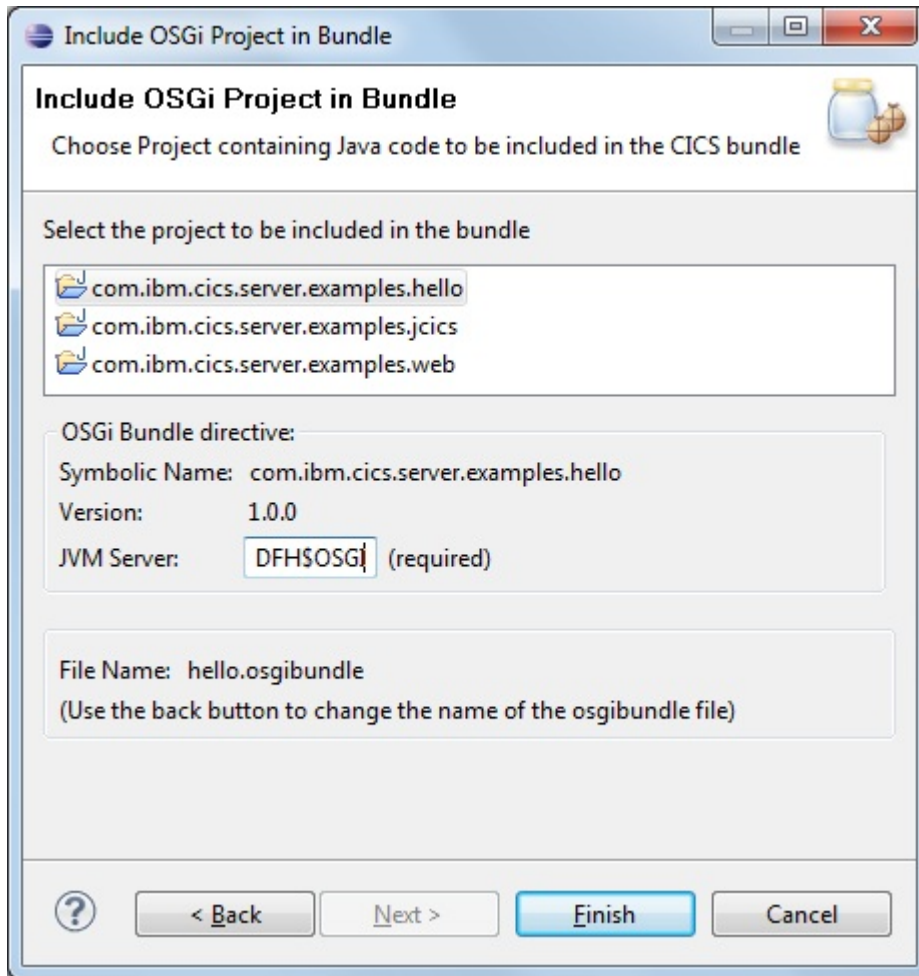 Include OSGi Project in Bundle
Include OSGi Project in Bundle
Choose Project containing Java code to be included in the CICS bundle
Select the project to be included in the bundle
com.ibm.cics.server.examples.hello
com.ibm.cics.server.examples.jcics
com.ibm.cics.server.examples.web
OSGi Bundle directive:
Symbolic Name: com.ibm.cics.server.examples.hello
Version: 1.0.0
JVM Server: DFH$OSGI (required)
File Name: hello.osgibundle
(Use the back button to change the name of the osgibundle file)
? < Back Next > Finish Cancel